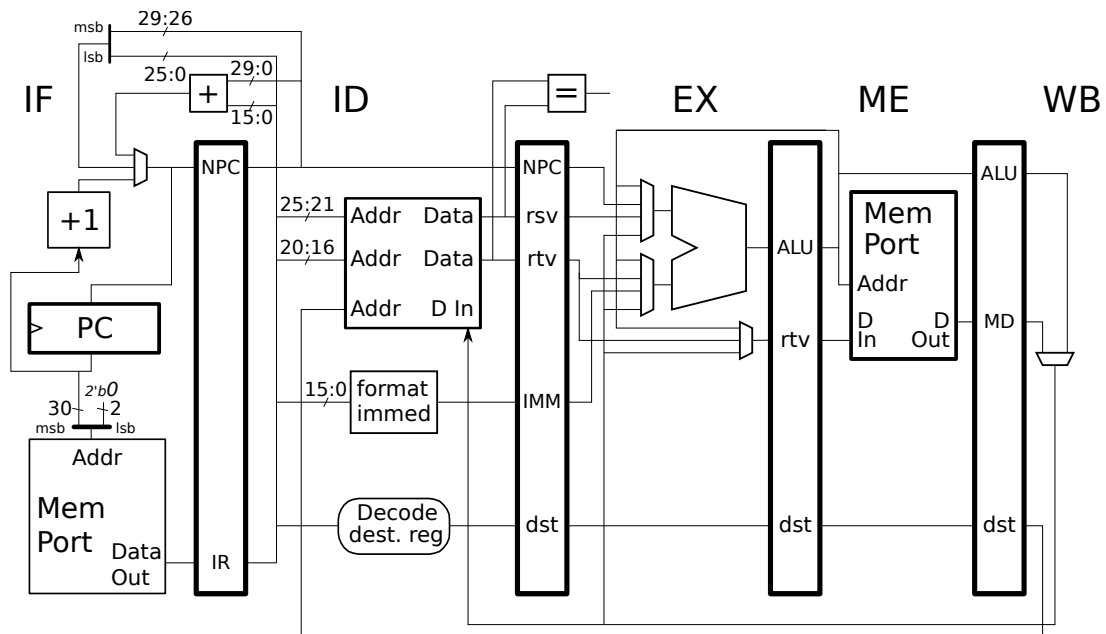 29:26
msb
lsb
25:0
29:0
15:0
+
=
IF
ID
EX
ME
WB
NPC
NPC
ALU
+1
25:21
Addr
Data
rsv
20:16
Addr
Data
rtv
ALU
Mem
Port
Addr
Addr
D In
PC
D
In
D
Out
MD
rtv
2'b0
30
2
msb
lsb
15:0
format
immed
IMM
Addr
Mem
Port
Data
Out
IR
Decode
dest. reg
dst
dst
dst